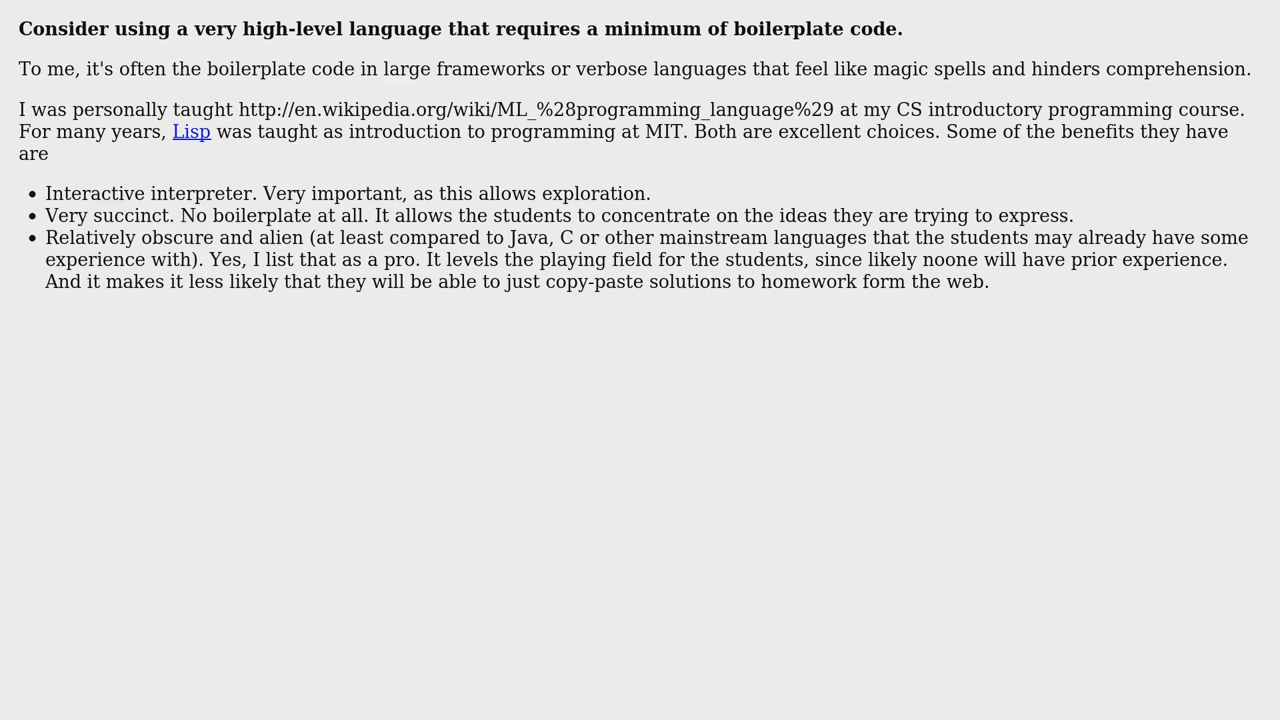 Consider using a very high-level language that requires a minimum of boilerplate code.
To me, it's often the boilerplate code in large frameworks or verbose languages that feel like magic spells and hinders comprehension.
I was personally taught http://en.wikipedia.org/wiki/ML_%28programming_language%29 at my CS introductory programming course.
For many years, Lisp was taught as introduction to programming at MIT. Both are excellent choices. Some of the benefits they have
are
• Interactive interpreter. Very important, as this allows exploration.
• Very succinct. No boilerplate at all. It allows the students to concentrate on the ideas they are trying to express.
• Relatively obscure and alien (at least compared to Java, C or other mainstream languages that the students may already have some
experience with). Yes, I list that as a pro. It levels the playing field for the students, since likely noone will have prior experience.
And it makes it less likely that they will be able to just copy-paste solutions to homework form the web.